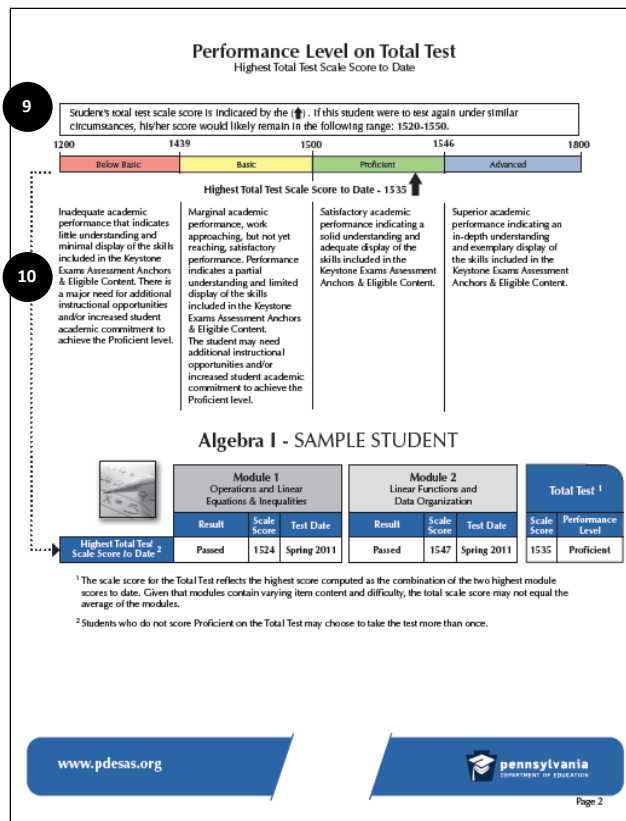 Performance Level on Total Test
Highest Total Test Scale Score to Date
9
Student's total test scale score is indicated by the (⬆). If this student were to test again under similar
circumstances, his/her score would likely remain in the following range: 1520-1550.
1200 1439 1500 1546 1800
Below Basic Basic Proficient Advanced
Highest Total Test Scale Score to Date - 1535
10
Inadequate academic
performance that indicates
little understanding and
minimal display of the skills
included in the Keystone
Exams Assessment Anchors
& Eligible Content. There is
a major need for additional
instructional opportunities
and/or increased student
academic commitment to
achieve the Proficient level.
Marginal academic
performance, work
approaching, but not yet
reaching, satisfactory
performance. Performance
indicates a partial
understanding and limited
display of the skills
included in the Keystone
Exams Assessment Anchors
& Eligible Content.
The student may need
additional instructional
opportunities and/or
increased student academic
commitment to achieve the
Proficient level.
Satisfactory academic
performance indicating a
solid understanding and
adequate display of the
skills included in the
Keystone Exams Assessment
Anchors & Eligible Content.
Superior academic
performance indicating an
in-depth understanding
and exemplary display of
the skills included in the
Keystone Exams Assessment
Anchors & Eligible Content.
Algebra I - SAMPLE STUDENT
Module 1
Operations and Linear
Equations & Inequalities
Module 2
Linear Functions and
Data Organization
Total Test 1
Result Scale Score Test Date Result Scale Score Test Date Scale Score Performance Level
Highest Total Test
Scale Score to Date 2
Passed 1524 Spring 2011 Passed 1547 Spring 2011 1535 Proficient
1 The scale score for the Total Test reflects the highest score computed as the combination of the two highest module
scores to date. Given that modules contain varying item content and difficulty, the total scale score may not equal the
average of the modules.
2 Students who do not score Proficient on the Total Test may choose to take the test more than once.
www.pdesas.org
pennsylvania
DEPARTMENT OF EDUCATION
Page 2